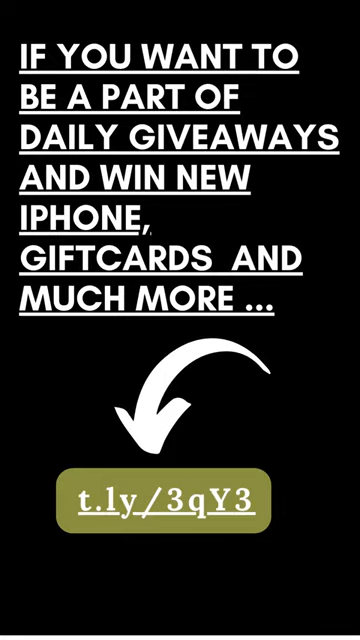 IF YOU WANT TO
BE A PART OF
DAILY GIVEAWAYS
AND WIN NEW
IPHONE,
GIFTCARDS AND
MUCH MORE ...
t.ly/3qY3